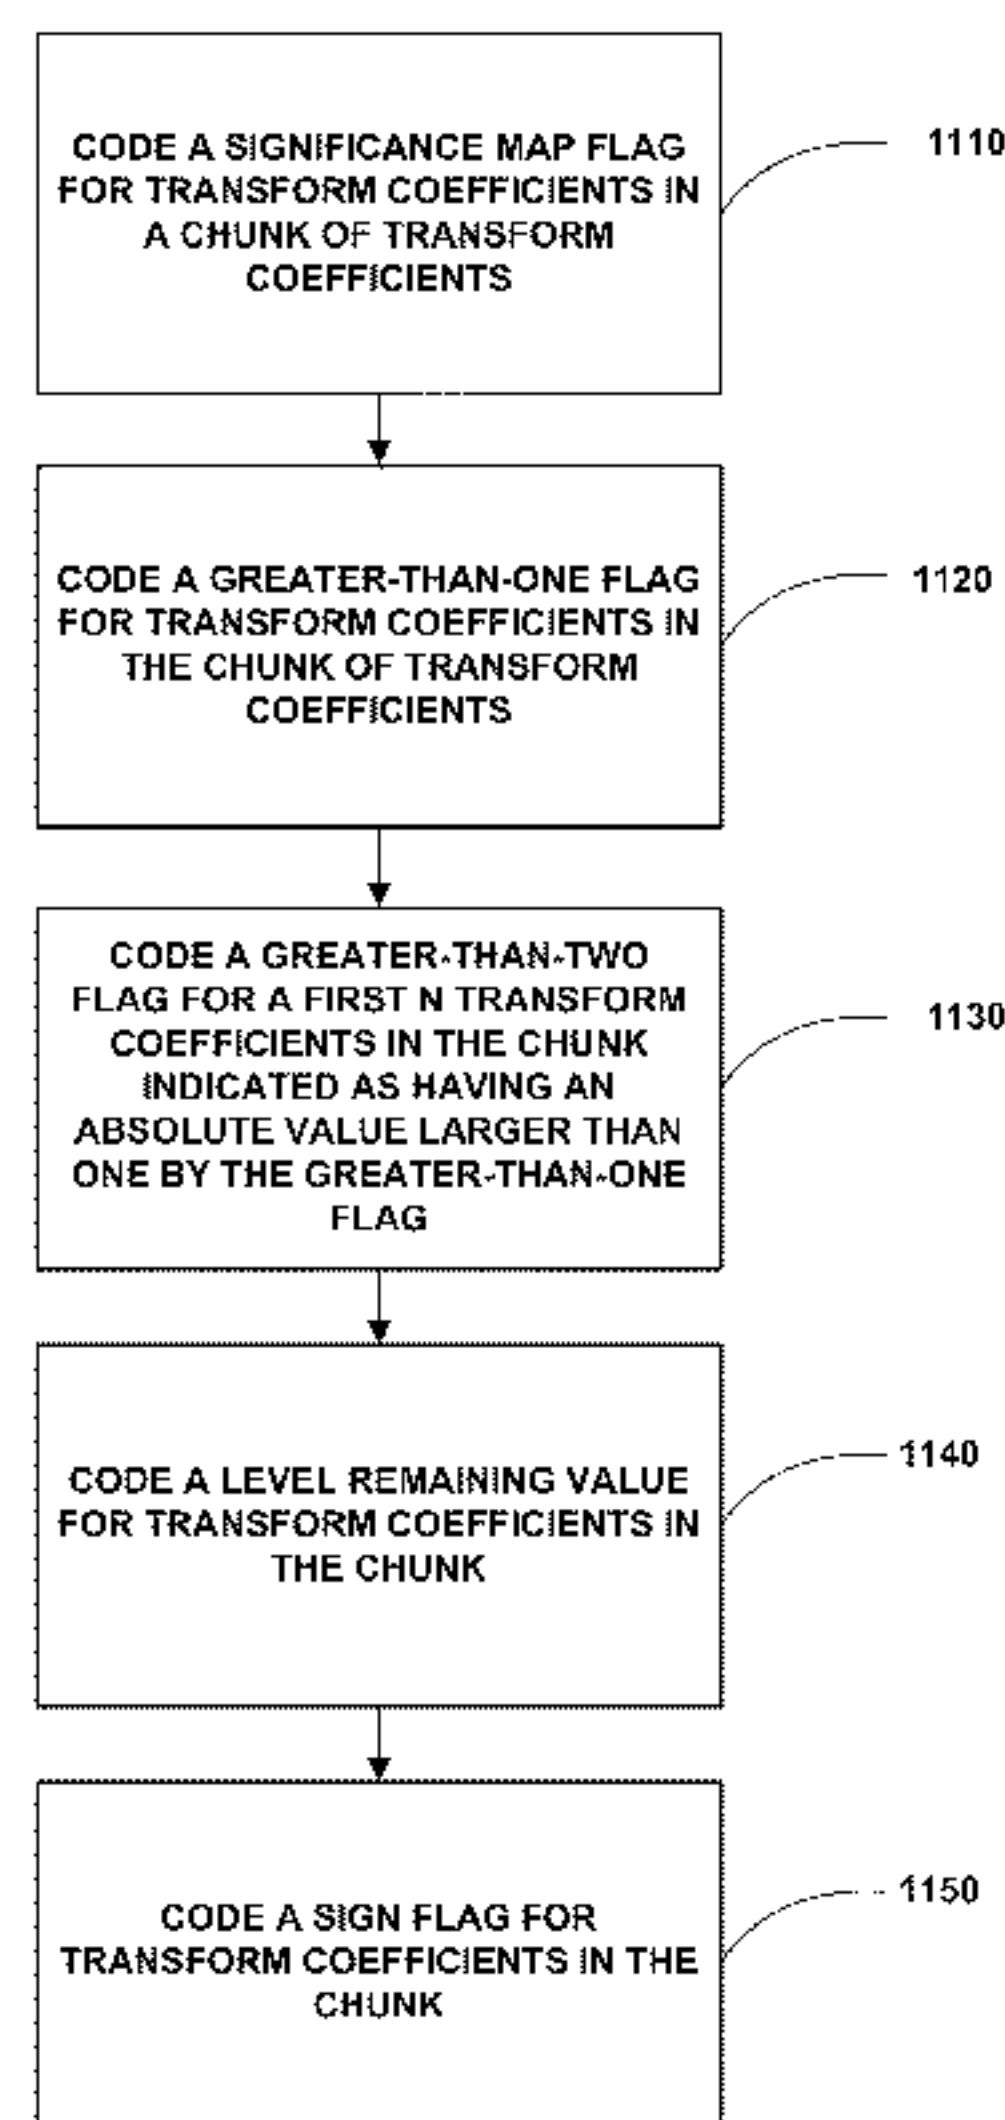 CODE A SIGNIFICANCE MAP FLAG
FOR TRANSFORM COEFFICIENTS IN
A CHUNK OF TRANSFORM
COEFFICIENTS
1110
CODE A GREATER-THAN-ONE FLAG
FOR TRANSFORM COEFFICIENTS IN
THE CHUNK OF TRANSFORM
COEFFICIENTS
1120
CODE A GREATER-THAN-TWO
FLAG FOR A FIRST N TRANSFORM
COEFFICIENTS IN THE CHUNK
INDICATED AS HAVING AN
ABSOLUTE VALUE LARGER THAN
ONE BY THE GREATER-THAN-ONE
FLAG
1130
CODE A LEVEL REMAINING VALUE
FOR TRANSFORM COEFFICIENTS IN
THE CHUNK
1140
CODE A SIGN FLAG FOR
TRANSFORM COEFFICIENTS IN THE
CHUNK
1150